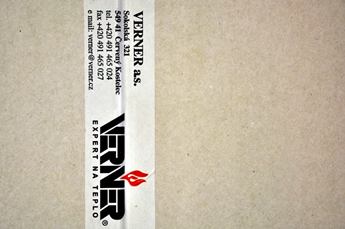 VERNER a.s.
Sokolská 321
549 41 Červený Kostelec
tel. +420 491 465 024
fax +420 491 465 027
e mail: verner@verner.cz
VERNER®
EXPERT NA TEPLO